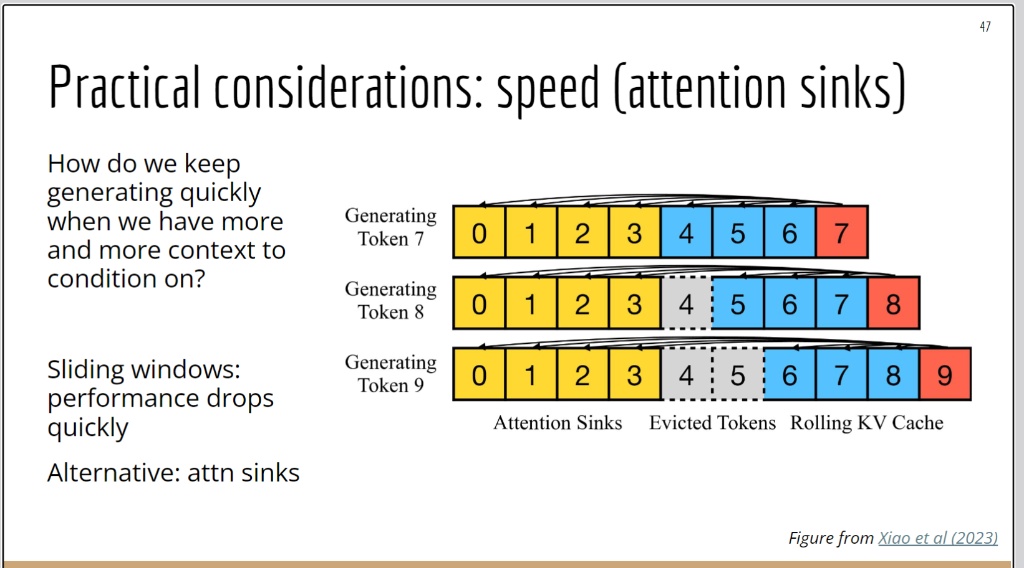 47
Practical considerations: speed (attention sinks)
How do we keep
generating quickly
when we have more
and more context to
condition on?
Sliding windows:
performance drops
quickly
Alternative: attn sinks
Generating
Token 7
0 1 2 3 4 5 6 7
Generating
Token 8
0 1 2 3 4 5 6 7 8
Generating
Token 9
0 1 2 3 4 5 6 7 8 9
Attention Sinks Evicted Tokens Rolling KV Cache
Figure from Xiao et al (2023)